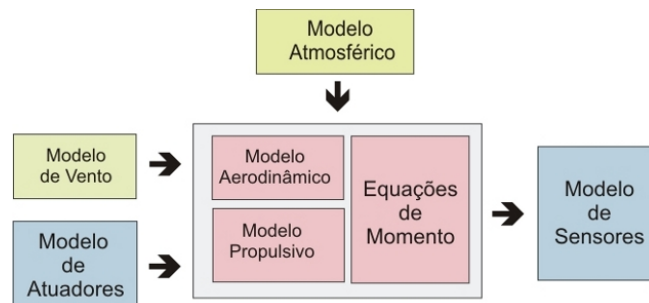 Modelo
Atmosférico
Modelo
de Vento
Modelo
Aerodinâmico
Equações
de
Momento
Modelo
de
Sensores
Modelo
de
Atuadores
Modelo
Propulsivo